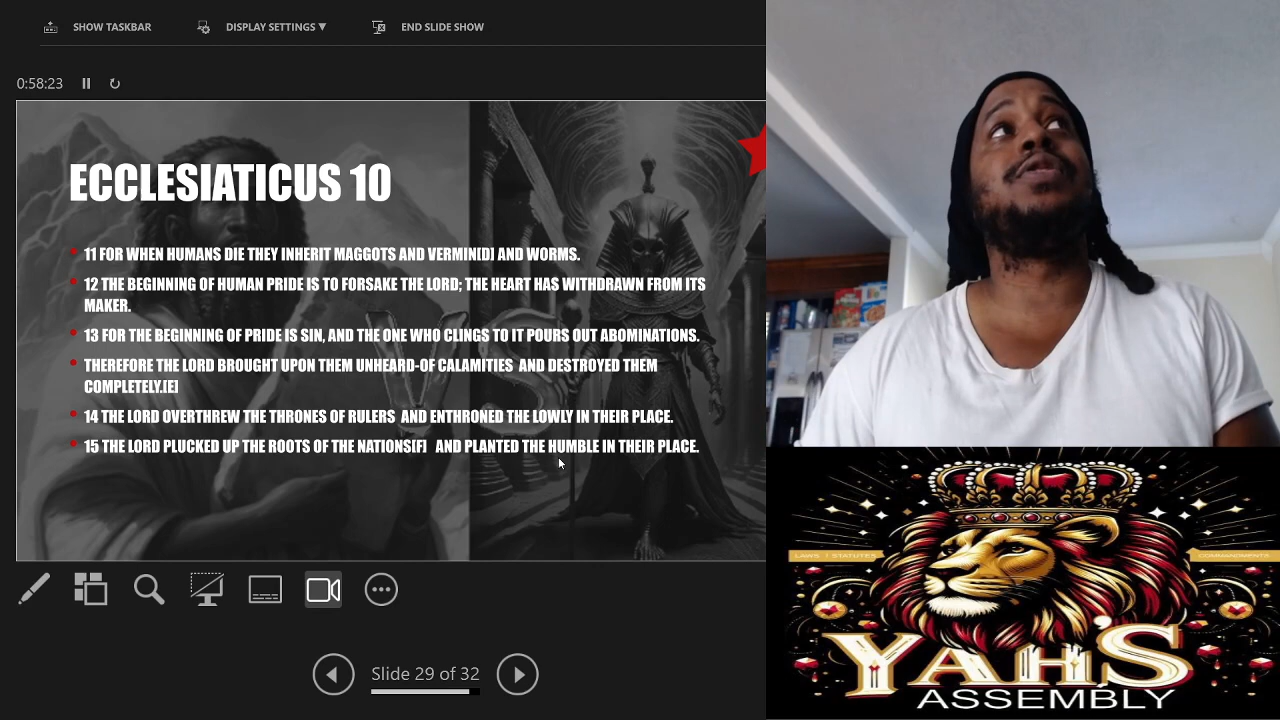 SHOW TASKBAR
DISPLAY SETTINGS ▼
END SLIDE SHOW
0:58:23
ECCLESIATICUS 10
11 FOR WHEN HUMANS DIE THEY INHERIT MAGGOTS AND VERMIN[D] AND WORMS.
12 THE BEGINNING OF HUMAN PRIDE IS TO FORSAKE THE LORD; THE HEART HAS WITHDRAWN FROM ITS
MAKER.
13 FOR THE BEGINNING OF PRIDE IS SIN, AND THE ONE WHO CLINGS TO IT POURS OUT ABOMINATIONS.
THEREFORE THE LORD BROUGHT UPON THEM UNHEARD-OF CALAMITIES AND DESTROYED THEM
COMPLETELY.[E]
14 THE LORD OVERTHREW THE THRONES OF RULERS AND ENTHRONED THE LOWLY IN THEIR PLACE.
15 THE LORD PLUCKED UP THE ROOTS OF THE NATIONS[F] AND PLANTED THE HUMBLE IN THEIR PLACE.
Slide 29 of 32
LAWS
STATUTES
COMMANDMENTS
YAH'S
ASSEMBLY